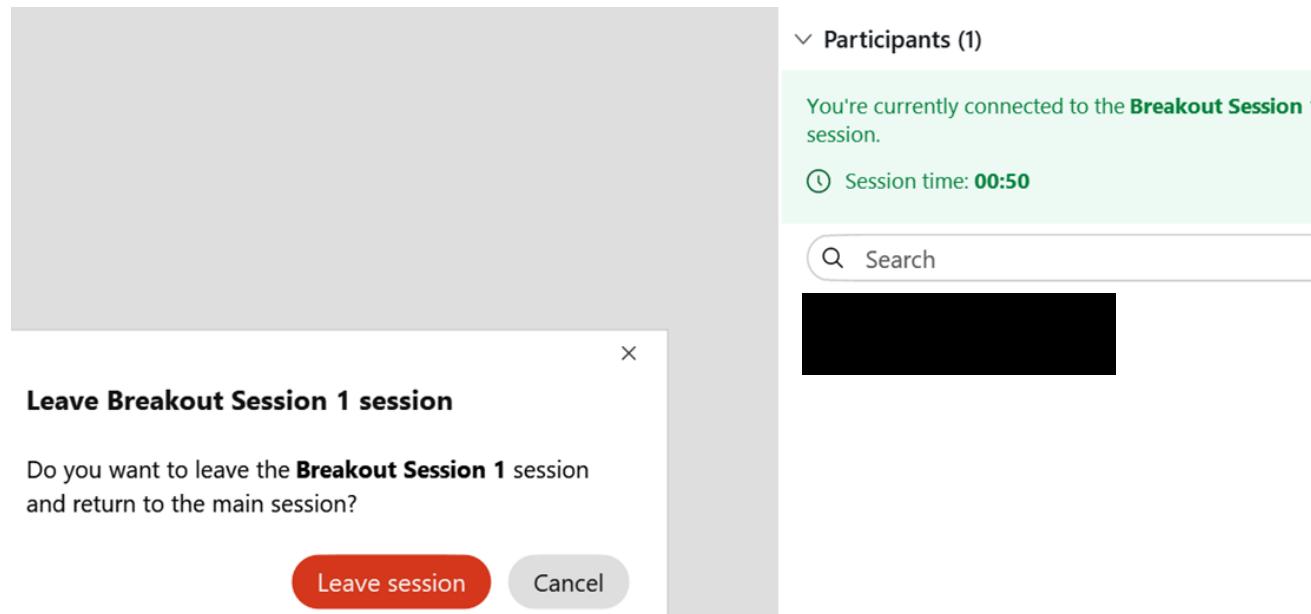 Participants (1)
You're currently connected to the Breakout Session
session.
Session time: 00:50
Search
Leave Breakout Session 1 session
Do you want to leave the Breakout Session 1 session
and return to the main session?
Leave session
Cancel